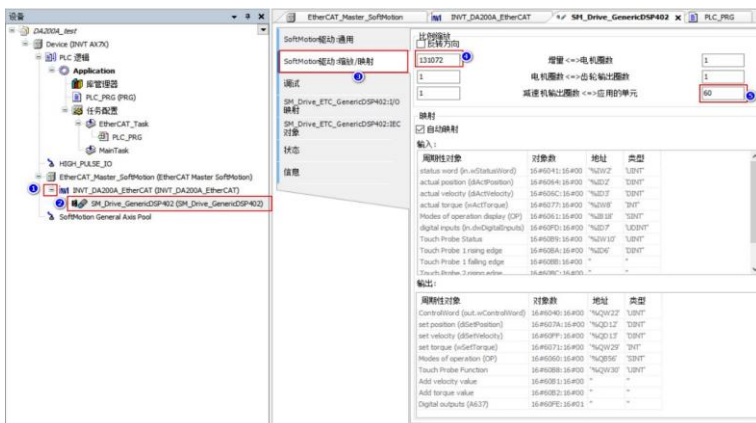 设备
DA200A_test
Device (INVT AX7X)
PLC 逻辑
Application
库管理器
PLC_PRG (PRG)
任务配置
EtherCAT_Task
PLC_PRG
MainTask
HIGH_PULSE_IO
EtherCAT_Master_SoftMotion (EtherCAT Master SoftMotion)
① INVT_DA200A_EtherCAT (INVT_DA200A_EtherCAT)
② SM_Drive_GenericDSP402 (SM_Drive_GenericDSP402)
SoftMotion General Axis Pool
EtherCAT_Master_SoftMotion INVT_DA200A_EtherCAT SM_Drive_GenericDSP402 x PLC_PRG
SoftMotion驱动:通用
SoftMotion驱动:缩放/映射
③
调试
SM_Drive_ETC_GenericDSP402:I/O
映射
SM_Drive_ETC_GenericDSP402:IEC
对象
状态
信息
比例缩放
反转方向
131072 ④ 增量 <=>电机圈数 1
1 电机圈数 <=>齿轮输出圈数 1
1 减速机输出圈数 <=>应用的单元 60 ⑤
映射
自动映射
输入:
周期性对象 对象数 地址 类型
status word (in.wStatusWord) 16#6041:16#00 '%IW2' 'UINT'
actual position (diActPosition) 16#6064:16#00 '%ID2' 'DINT'
actual velocity (diActVelocity) 16#606C:16#00 '%ID3' 'DINT'
actual torque (wActTorque) 16#6077:16#00 '%IW8' 'INT'
Modes of operation display (OP) 16#6061:16#00 '%IB18' 'SINT'
digital inputs (in.dwDigitalInputs) 16#60FD:16#00 '%ID7' 'UDINT'
Touch Probe Status 16#60B9:16#00 '%IW10' 'UINT'
Touch Probe 1 rising edge 16#60BA:16#00 '%ID6' 'DINT'
Touch Probe 1 falling edge 16#60BB:16#00 '' ''
Touch Probe 2 rising edge 16#60BC:16#00 '' ''
输出:
周期性对象 对象数 地址 类型
ControlWord (out.wControlWord) 16#6040:16#00 '%QW22' 'UINT'
set position (diSetPosition) 16#607A:16#00 '%QD12' 'DINT'
set velocity (diSetVelocity) 16#60FF:16#00 '%QD13' 'DINT'
set torque (wSetTorque) 16#6071:16#00 '%QW29' 'INT'
Modes of operation (OP) 16#6060:16#00 '%QB56' 'SINT'
Touch Probe Function 16#60B8:16#00 '%QW30' 'UINT'
Add velocity value 16#60B1:16#00 '' ''
Add torque value 16#60B2:16#00 '' ''
Digital outputs (A637) 16#60FE:16#01 '' ''